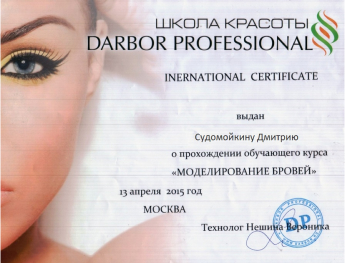 ШКОЛА КРАСОТЫ
DARBOR PROFESSIONAL
INERNATIONAL CERTIFICATE
выдан
Судомойкину Дмитрию
о прохождении обучающего курса
«МОДЕЛИРОВАНИЕ БРОВЕЙ»
13 апреля 2015 год
МОСКВА
Технолог Нешина Вероника
DP